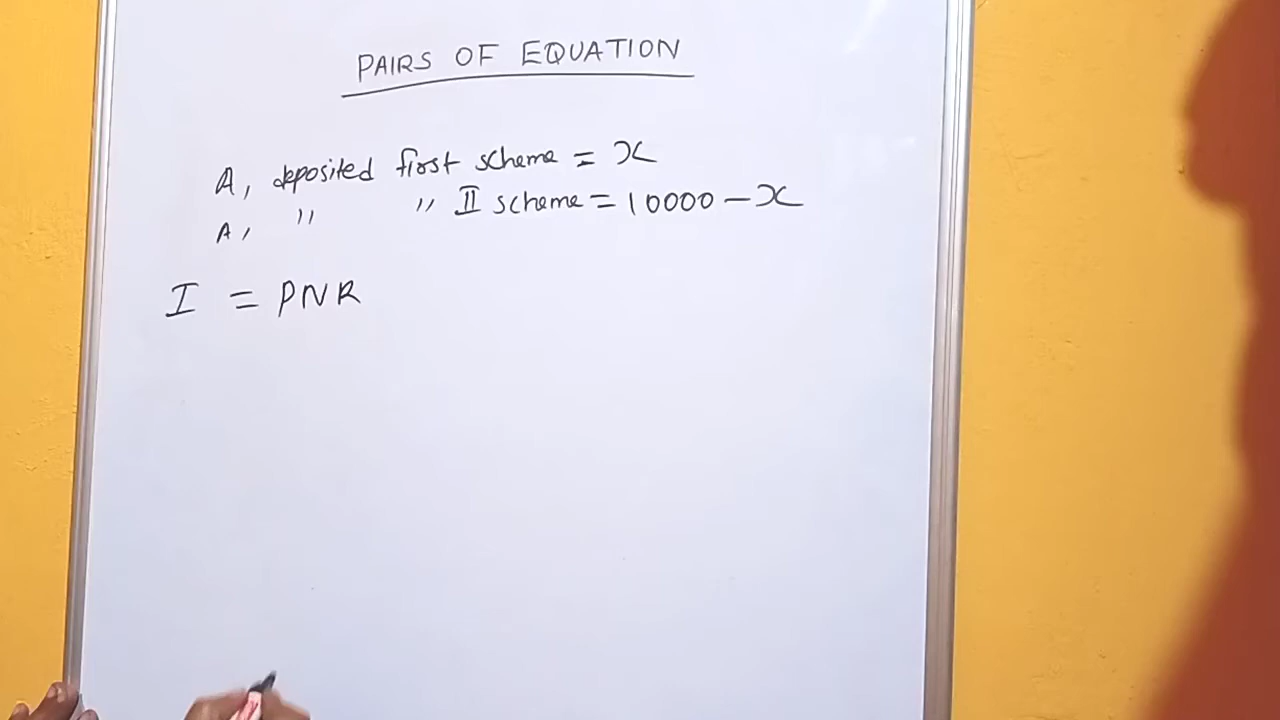 PAIRS OF EQUATION
A, deposited first scheme = x
A, " " II scheme = 10000 - x
I = PNR